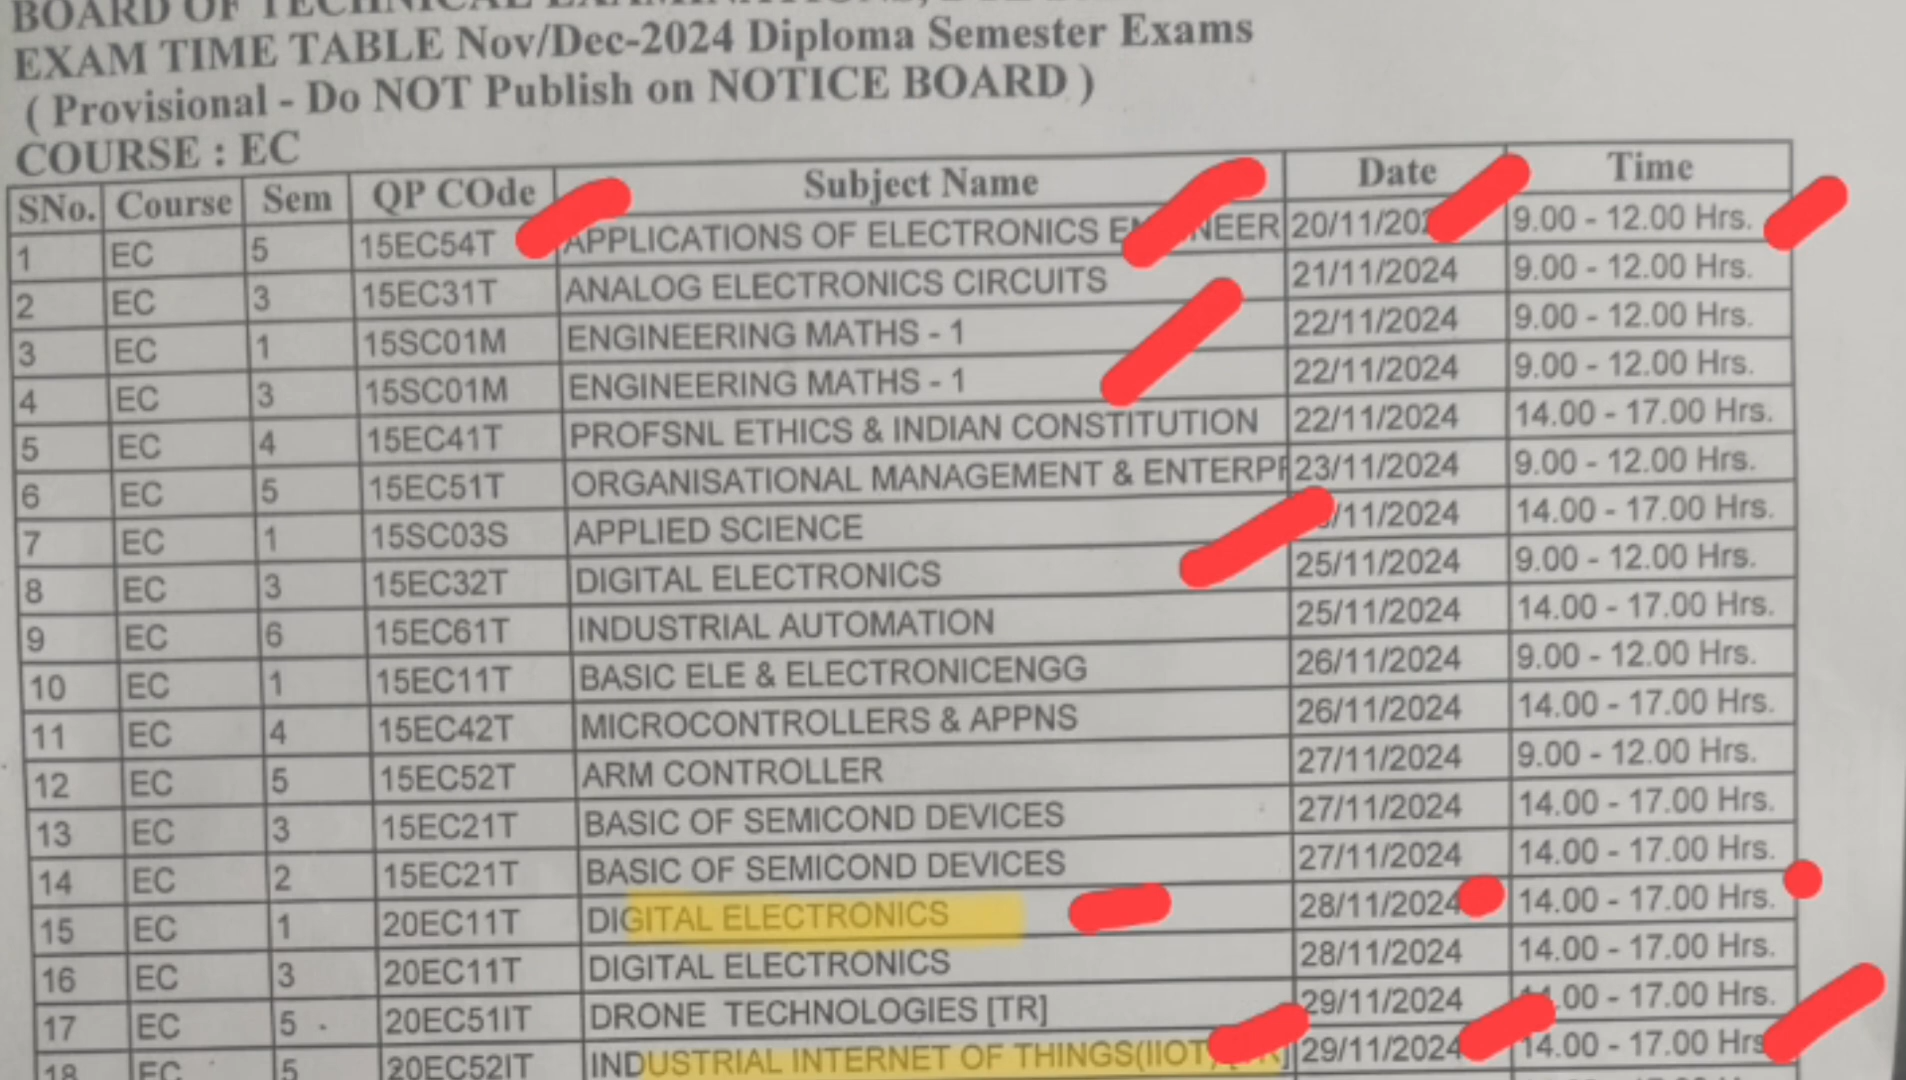 BOARD OF TECHNICAL EXAMINATIONS,
EXAM TIME TABLE Nov/Dec-2024 Diploma Semester Exams
( Provisional - Do NOT Publish on NOTICE BOARD )
COURSE : EC
SNo. Course Sem QP COde Subject Name Date Time
1 EC 5 15EC54T APPLICATIONS OF ELECTRONICS 9.00 - 12.00 Hrs.
2 EC 3 15EC31T ANALOG ELECTRONICS CIRCUITS 21/11/2024 9.00 - 12.00 Hrs.
3 EC 1 15SC01M ENGINEERING MATHS - 1 22/11/2024 9.00 - 12.00 Hrs.
4 EC 3 15SC01M ENGINEERING MATHS - 1 22/11/2024 9.00 - 12.00 Hrs.
5 EC 4 15EC41T PROFSNL ETHICS & INDIAN CONSTITUTION 22/11/2024 14.00 - 17.00 Hrs.
6 EC 5 15EC51T ORGANISATIONAL MANAGEMENT & ENTERPR 23/11/2024 9.00 - 12.00 Hrs.
7 EC 1 15SC03S APPLIED SCIENCE /11/2024 14.00 - 17.00 Hrs.
8 EC 3 15EC32T DIGITAL ELECTRONICS 25/11/2024 9.00 - 12.00 Hrs.
9 EC 6 15EC61T INDUSTRIAL AUTOMATION 25/11/2024 14.00 - 17.00 Hrs.
10 EC 1 15EC11T BASIC ELE & ELECTRONICENGG 26/11/2024 9.00 - 12.00 Hrs.
11 EC 4 15EC42T MICROCONTROLLERS & APPNS 26/11/2024 14.00 - 17.00 Hrs.
12 EC 5 15EC52T ARM CONTROLLER 27/11/2024 9.00 - 12.00 Hrs.
13 EC 3 15EC21T BASIC OF SEMICOND DEVICES 27/11/2024 14.00 - 17.00 Hrs.
14 EC 2 15EC21T BASIC OF SEMICOND DEVICES 27/11/2024 14.00 - 17.00 Hrs.
15 EC 1 20EC11T DIGITAL ELECTRONICS 28/11/2024 14.00 - 17.00 Hrs.
16 EC 3 20EC11T DIGITAL ELECTRONICS 28/11/2024 14.00 - 17.00 Hrs.
17 EC 5 20EC51IT DRONE TECHNOLOGIES [TR] 29/11/2024 .00 - 17.00 Hrs.
18 EC 5 20EC52IT INDUSTRIAL INTERNET OF THINGS(IIOT) 29/11/2024 14.00 - 17.00 Hrs